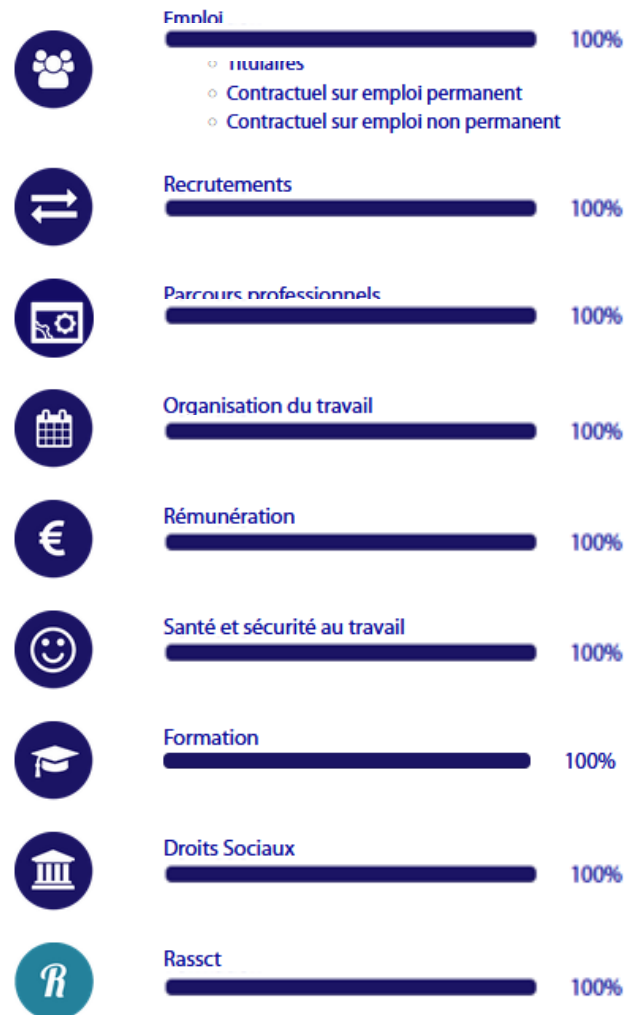 Emploi
100%
Titulaires
Contractuel sur emploi permanent
Contractuel sur emploi non permanent
Recrutements
100%
Parcours professionnels
100%
Organisation du travail
100%
€
Rémunération
100%
Santé et sécurité au travail
100%
Formation
100%
Droits Sociaux
100%
R
Rassct
100%